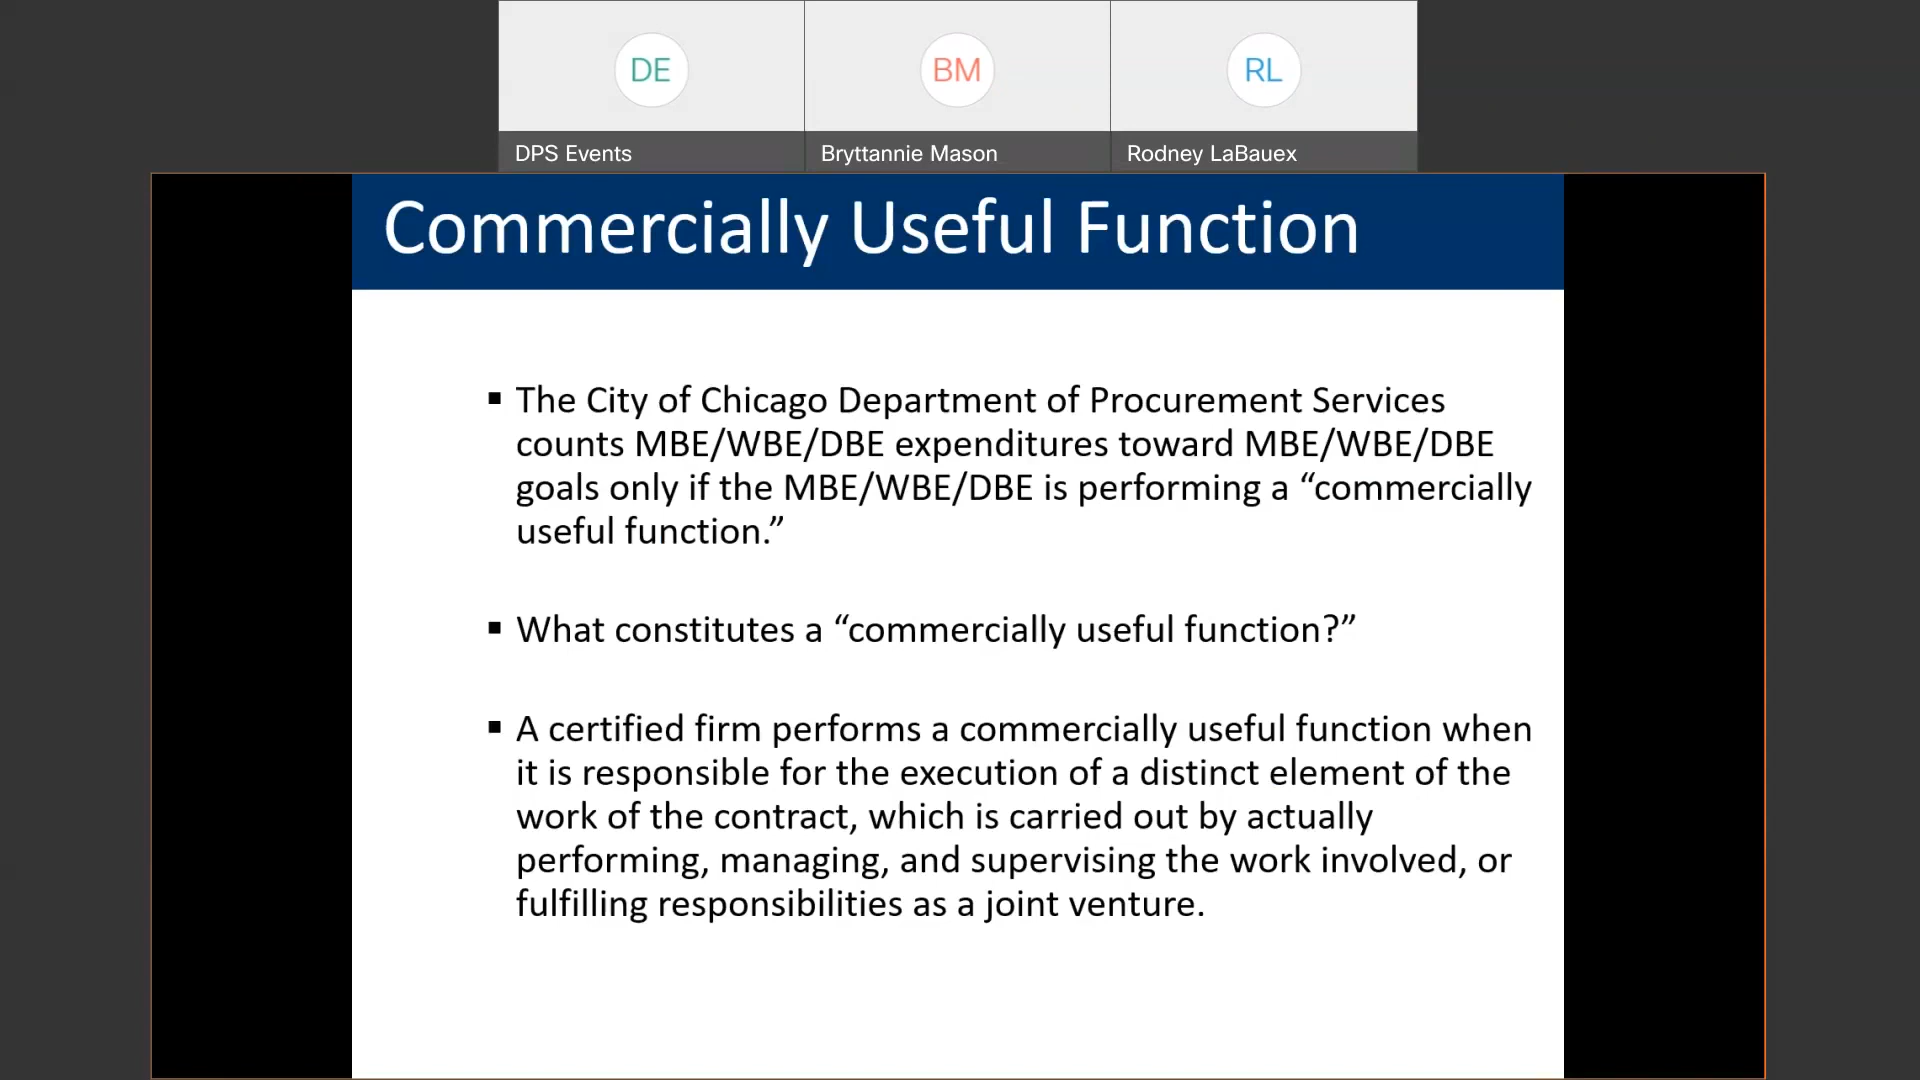 DE
BM
RL
DPS Events
Bryttannie Mason
Rodney LaBauex
Commercially Useful Function
▪ The City of Chicago Department of Procurement Services
counts MBE/WBE/DBE expenditures toward MBE/WBE/DBE
goals only if the MBE/WBE/DBE is performing a “commercially
useful function.”
▪ What constitutes a “commercially useful function?”
▪ A certified firm performs a commercially useful function when
it is responsible for the execution of a distinct element of the
work of the contract, which is carried out by actually
performing, managing, and supervising the work involved, or
fulfilling responsibilities as a joint venture.